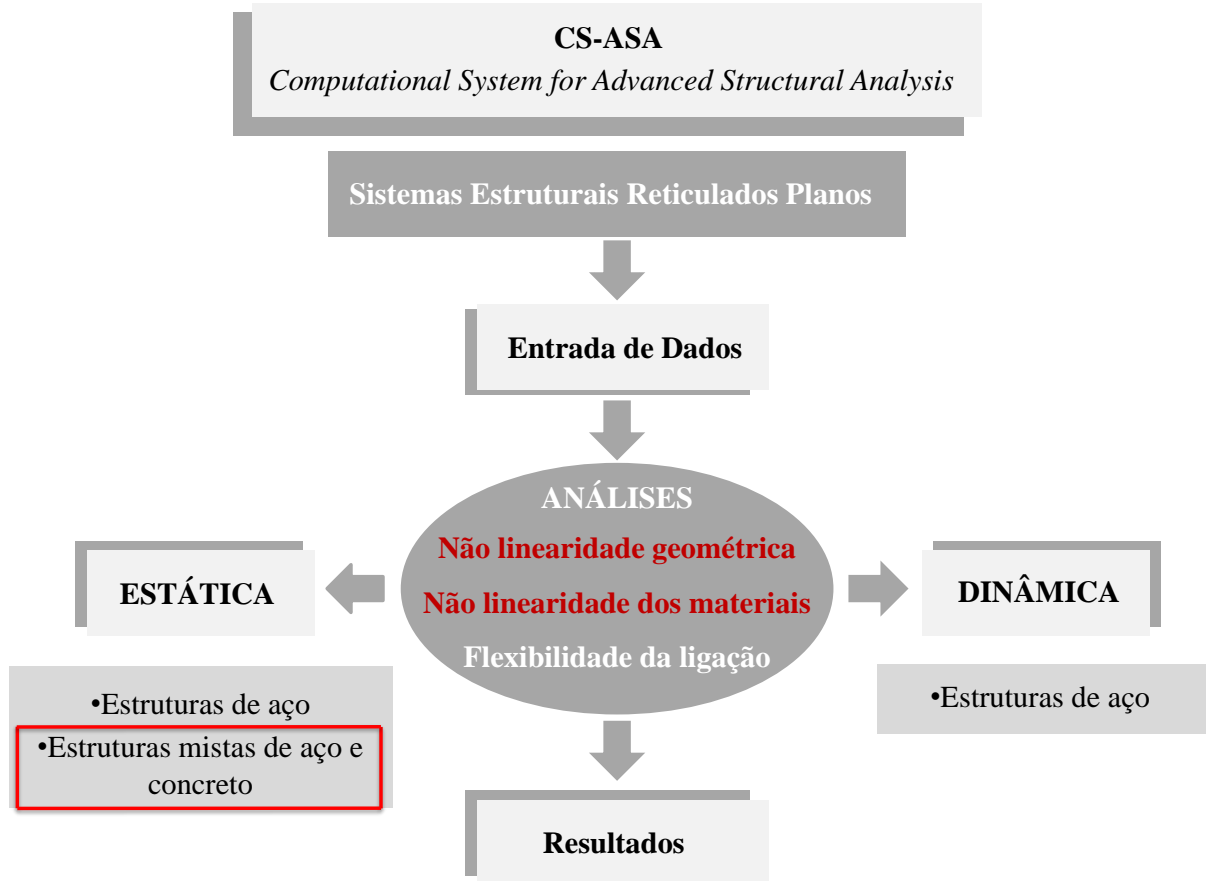 CS-ASA
Computational System for Advanced Structural Analysis
Sistemas Estruturais Reticulados Planos
Entrada de Dados
ANÁLISES
Não linearidade geométrica
Não linearidade dos materiais
Flexibilidade da ligação
ESTÁTICA
•Estruturas de aço
•Estruturas mistas de aço e
concreto
DINÂMICA
•Estruturas de aço
Resultados